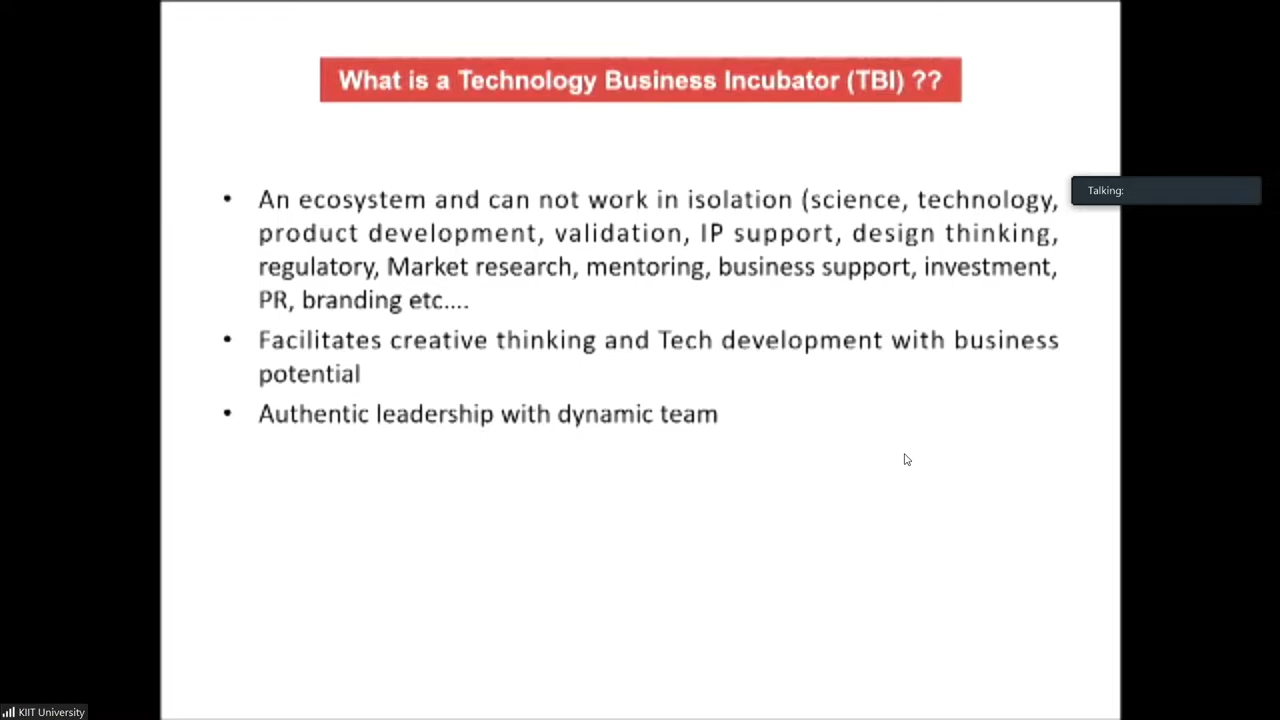 What is a Technology Business Incubator (TBI) ??
• An ecosystem and can not work in isolation (science, technology,
product development, validation, IP support, design thinking,
regulatory, Market research, mentoring, business support, investment,
PR, branding etc....
• Facilitates creative thinking and Tech development with business
potential
• Authentic leadership with dynamic team
Talking:
KIIT University